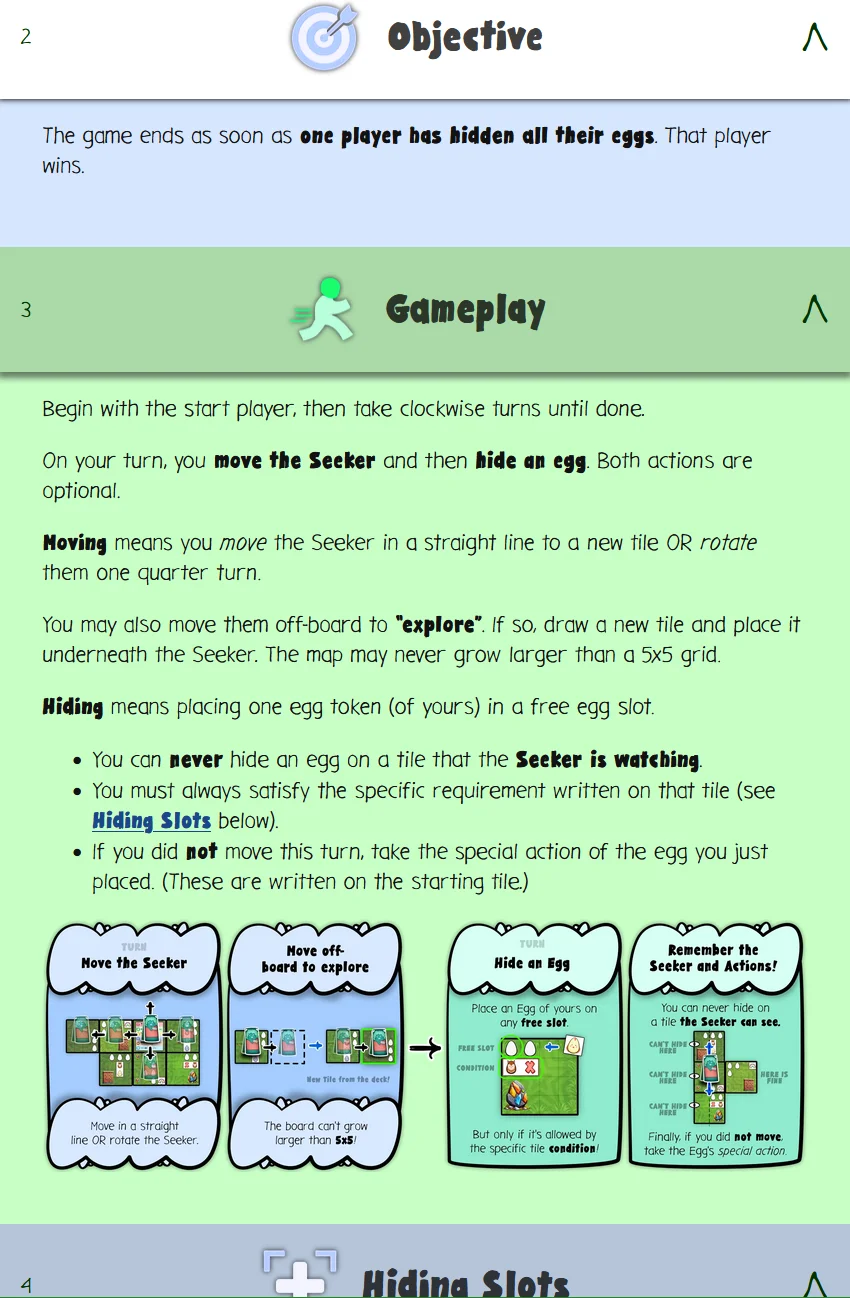 2
Objective
The game ends as soon as one player has hidden all their eggs. That player
wins.
3
Gameplay
Begin with the start player, then take clockwise turns until done.
On your turn, you move the Seeker and then hide an egg. Both actions are
optional.
Moving means you move the Seeker in a straight line to a new tile OR rotate
them one quarter turn.
You may also move them off-board to "explore". If so, draw a new tile and place it
underneath the Seeker. The map may never grow larger than a 5x5 grid.
Hiding means placing one egg token (of yours) in a free egg slot.
• You can never hide an egg on a tile that the Seeker is watching.
• You must always satisfy the specific requirement written on that tile (see
Hiding Slots below).
• If you did not move this turn, take the special action of the egg you just
placed. (These are written on the starting tile.)
TURN
Move the Seeker
Move in a straight
line OR rotate the Seeker.
Move off-
board to explore
New Tile from the deck!
The board can't grow
larger than 5x5!
TURN
Hide an Egg
Place an Egg of yours on
any free slot.
FREE SLOT
CONDITION
But only if it's allowed by
the specific tile condition!
Remember the
Seeker and Actions!
You can never hide on
a tile the Seeker can see.
CAN'T HIDE
HERE
CAN'T HIDE
HERE
HERE IS
FINE
CAN'T HIDE
HERE
Finally, if you did not move,
take the Egg's special action.
4
Hiding Slots